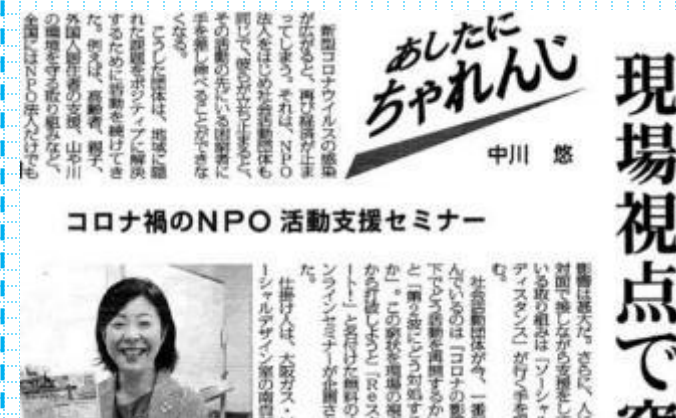 現場視点で
あしたに
ちゃれんじ
中川 悠
新型コロナウイルスの感染
が広がると、再び経済が止ま
ってしまう。それは、NPO
法人をはじめ社会活動団体も
同じで、彼らが立ち止まると、
その活動の先にいる困窮者に
手を差し伸べることができな
くなる。
こうした団体は、地域に隠
れた課題をポジティブに解決
するために活動を続けてき
た。例えば、高齢者、親子、
外国人居住者の支援、山や川
の環境を守る取り組みなど、
全国にはNPO法人だけでも
コロナ禍のNPO 活動支援セミナー
影響は甚大だ。さらに、人
対面で接しながら支援をし
いる取り組みは「ソーシャ
ディスタンス」が行く手を
む。
社会活動団体が今、一番
んでいるのは「コロナの影
下でどう活動を再開するか
と「第2波にどう対処す
か」。この窮状を現場の視
から打破しようと「Reス
ート!」と名付けた無料の
ンラインセミナーが企画さ
た。
仕掛け人は、大阪ガス・
ーシャルデザイン室の南